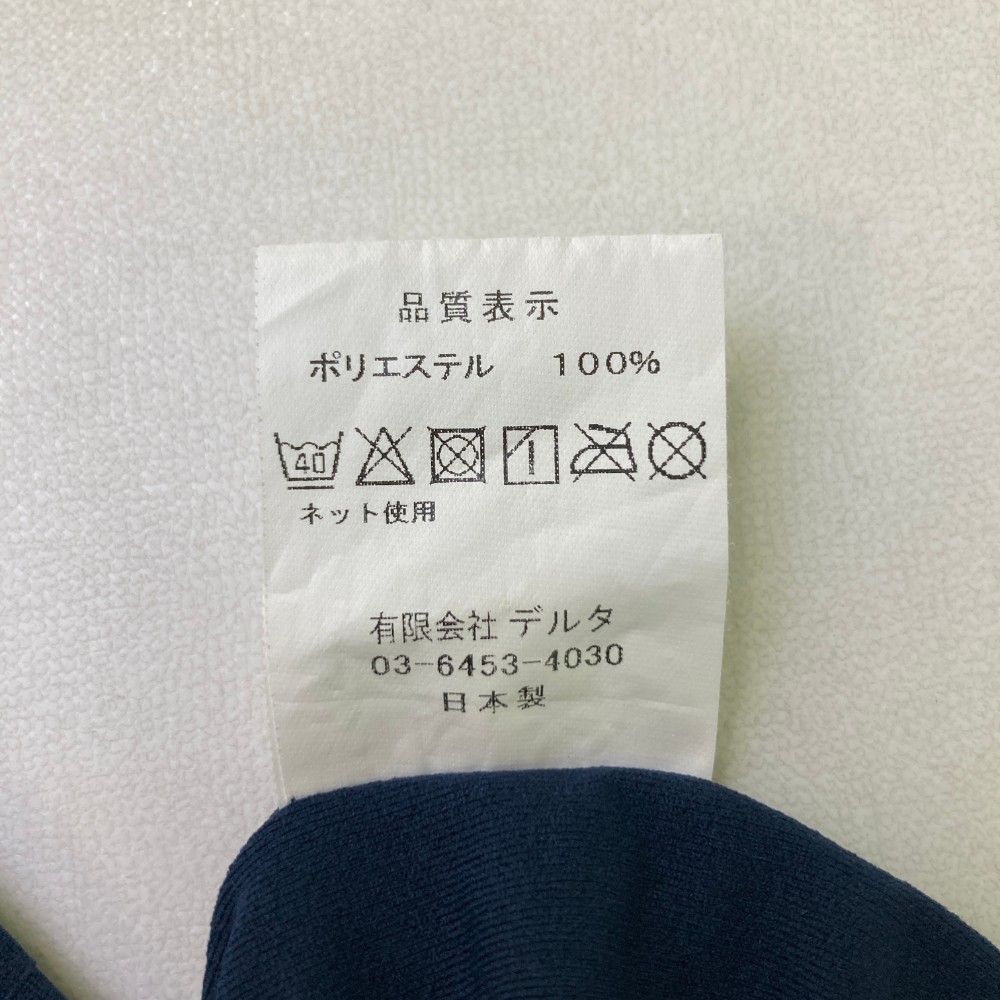 品質表示
ポリエステル 100%
40
ネット使用
有限会社 デルタ
03-6453-4030
日本製